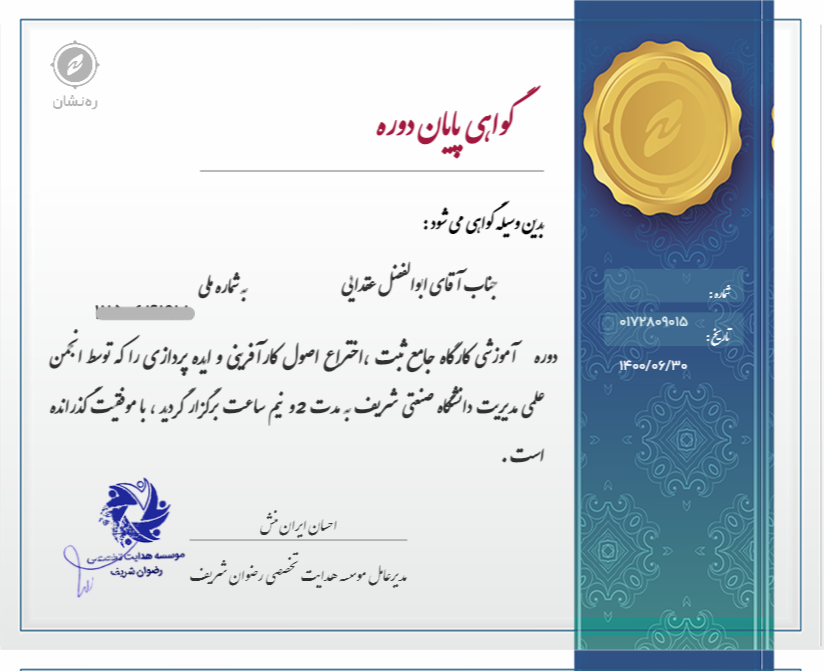 ره‌نشان
گواهی پایان دوره
بدین وسیله گواهی می شود :
جناب آقای ابوالفضل عقدایی به شماره ملی
دوره آموزشی کارگاه جامع ثبت ،اختراع اصول کارآفرینی و ایده پردازی را که توسط انجمن
علمی مدیریت دانشگاه صنعتی شریف به مدت 2و نیم ساعت برگزار گردید ، با موفقیت گذرانده
است .
احسان ایران منش
مدیرعامل موسسه هدایت تخصصی رضوان شریف
موسسه هدایت تخصصی
رضوان شریف
شماره :
۰۱۷۲۸۰۹۰۱۵
تاریخ :
۱۴۰۰/۰۶/۳۰